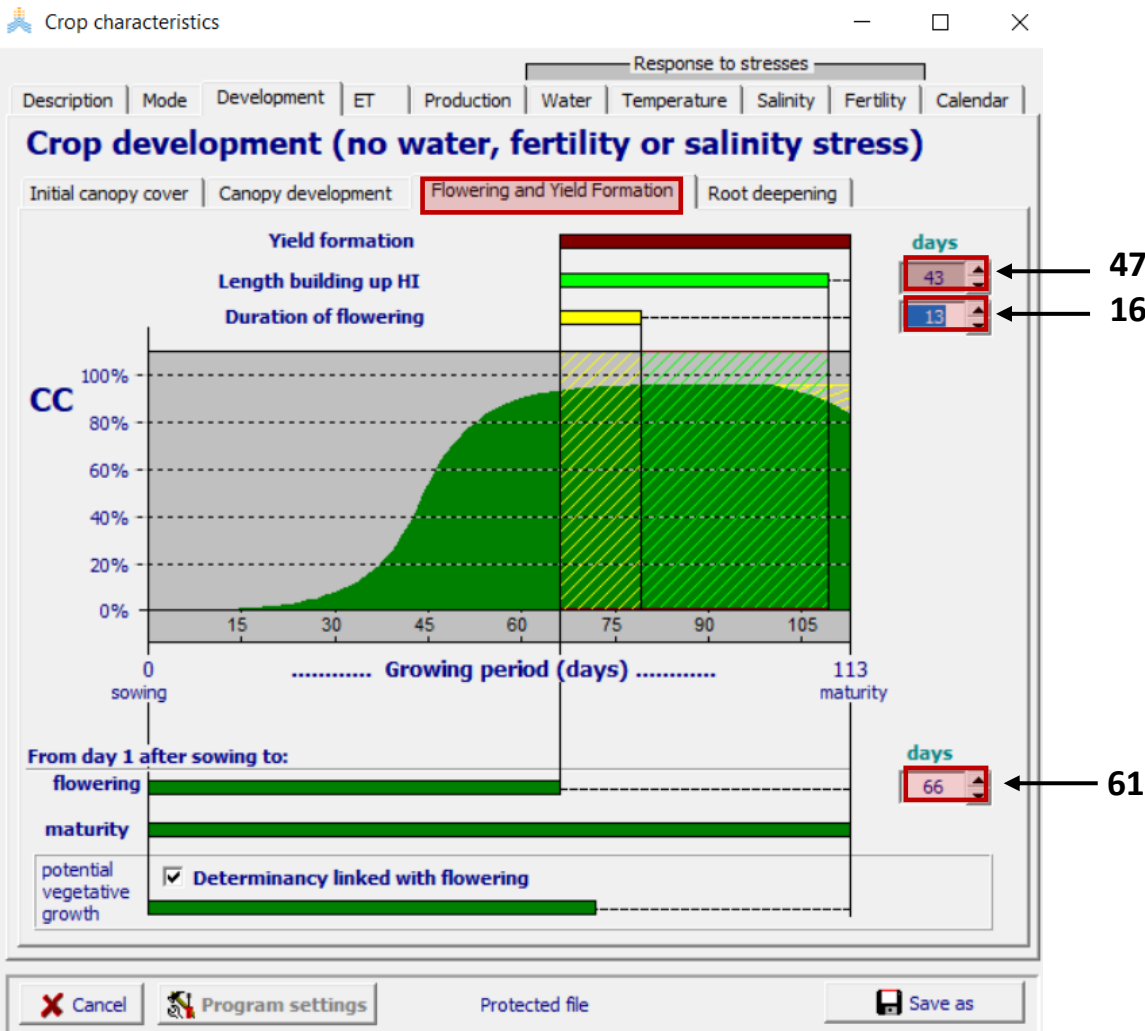 Crop characteristics
Response to stresses
Description Mode Development ET Production Water Temperature Salinity Fertility Calendar
Crop development (no water, fertility or salinity stress)
Initial canopy cover Canopy development Flowering and Yield Formation Root deepening
Yield formation days
Length building up HI 43 47
Duration of flowering 13 16
CC
100%
80%
60%
40%
20%
0%
15 30 45 60 75 90 105
0 ............ Growing period (days) ............ 113
sowing maturity
From day 1 after sowing to: days
flowering 66 61
maturity
potential
vegetative
growth
Determinancy linked with flowering
Cancel Program settings Protected file Save as